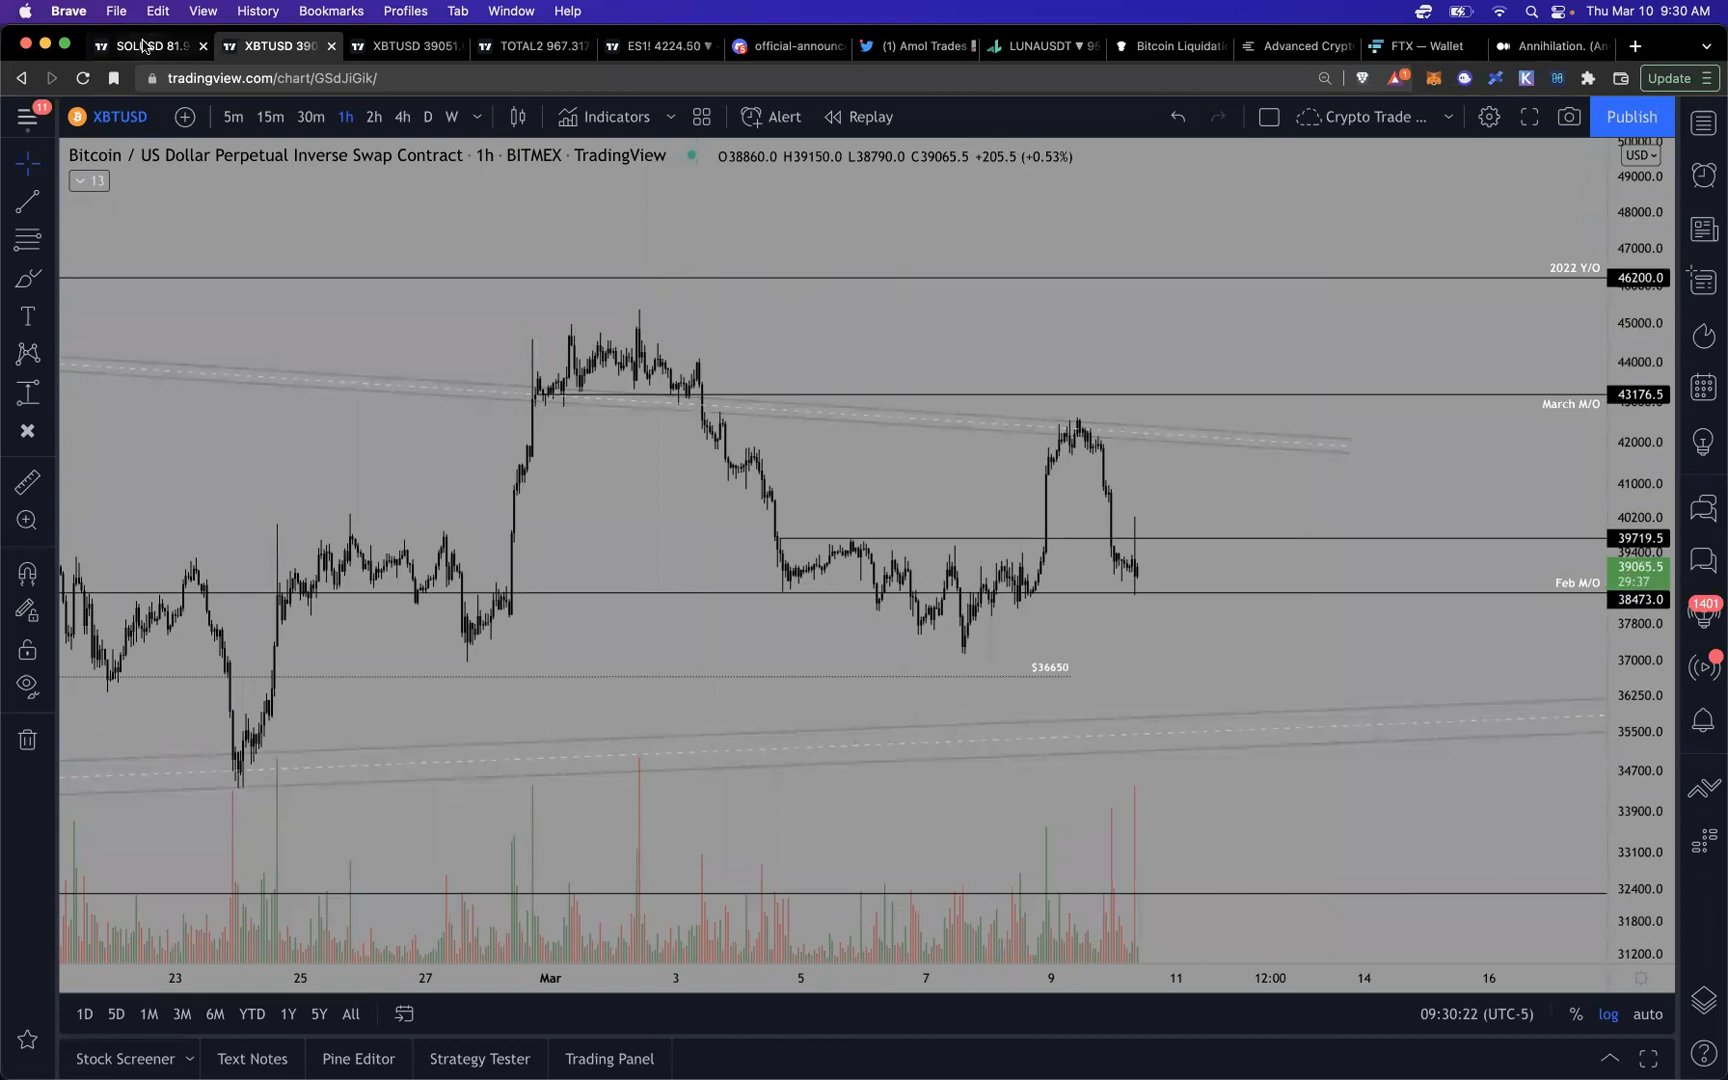 Brave File Edit View History Bookmarks Profiles Tab Window Help Thu Mar 10 9:30 AM
XBTUSD 390 XBTUSD 39051. TOTAL2 967.317 ES1! 4224.50 official-announc (1) Amol Trades LUNAUSDT 95 Bitcoin Liquidati Advanced Crypt FTX — Wallet Annihilation. (An
tradingview.com/chart/GSdJiGik/ 1 K Update
11 XBTUSD 5m 15m 30m 1h 2h 4h D W Indicators Alert Replay Crypto Trade ... Publish
Bitcoin / US Dollar Perpetual Inverse Swap Contract · 1h · BITMEX · TradingView O38860.0 H39150.0 L38790.0 C39065.5 +205.5 (+0.53%)
USD
13
49000.0
48000.0
47000.0
2022 Y/O
46200.0
45000.0
44000.0
43176.5
March M/O
42000.0
41000.0
40200.0
39719.5
39400.0
39065.5
29:37
Feb M/O
38473.0
1401
37800.0
$36650
37000.0
36250.0
35500.0
34700.0
33900.0
33100.0
32400.0
31800.0
31200.0
23 25 27 Mar 3 5 7 9 11 12:00 14 16
1D 5D 1M 3M 6M YTD 1Y 5Y All 09:30:22 (UTC-5) % log auto
Stock Screener Text Notes Pine Editor Strategy Tester Trading Panel